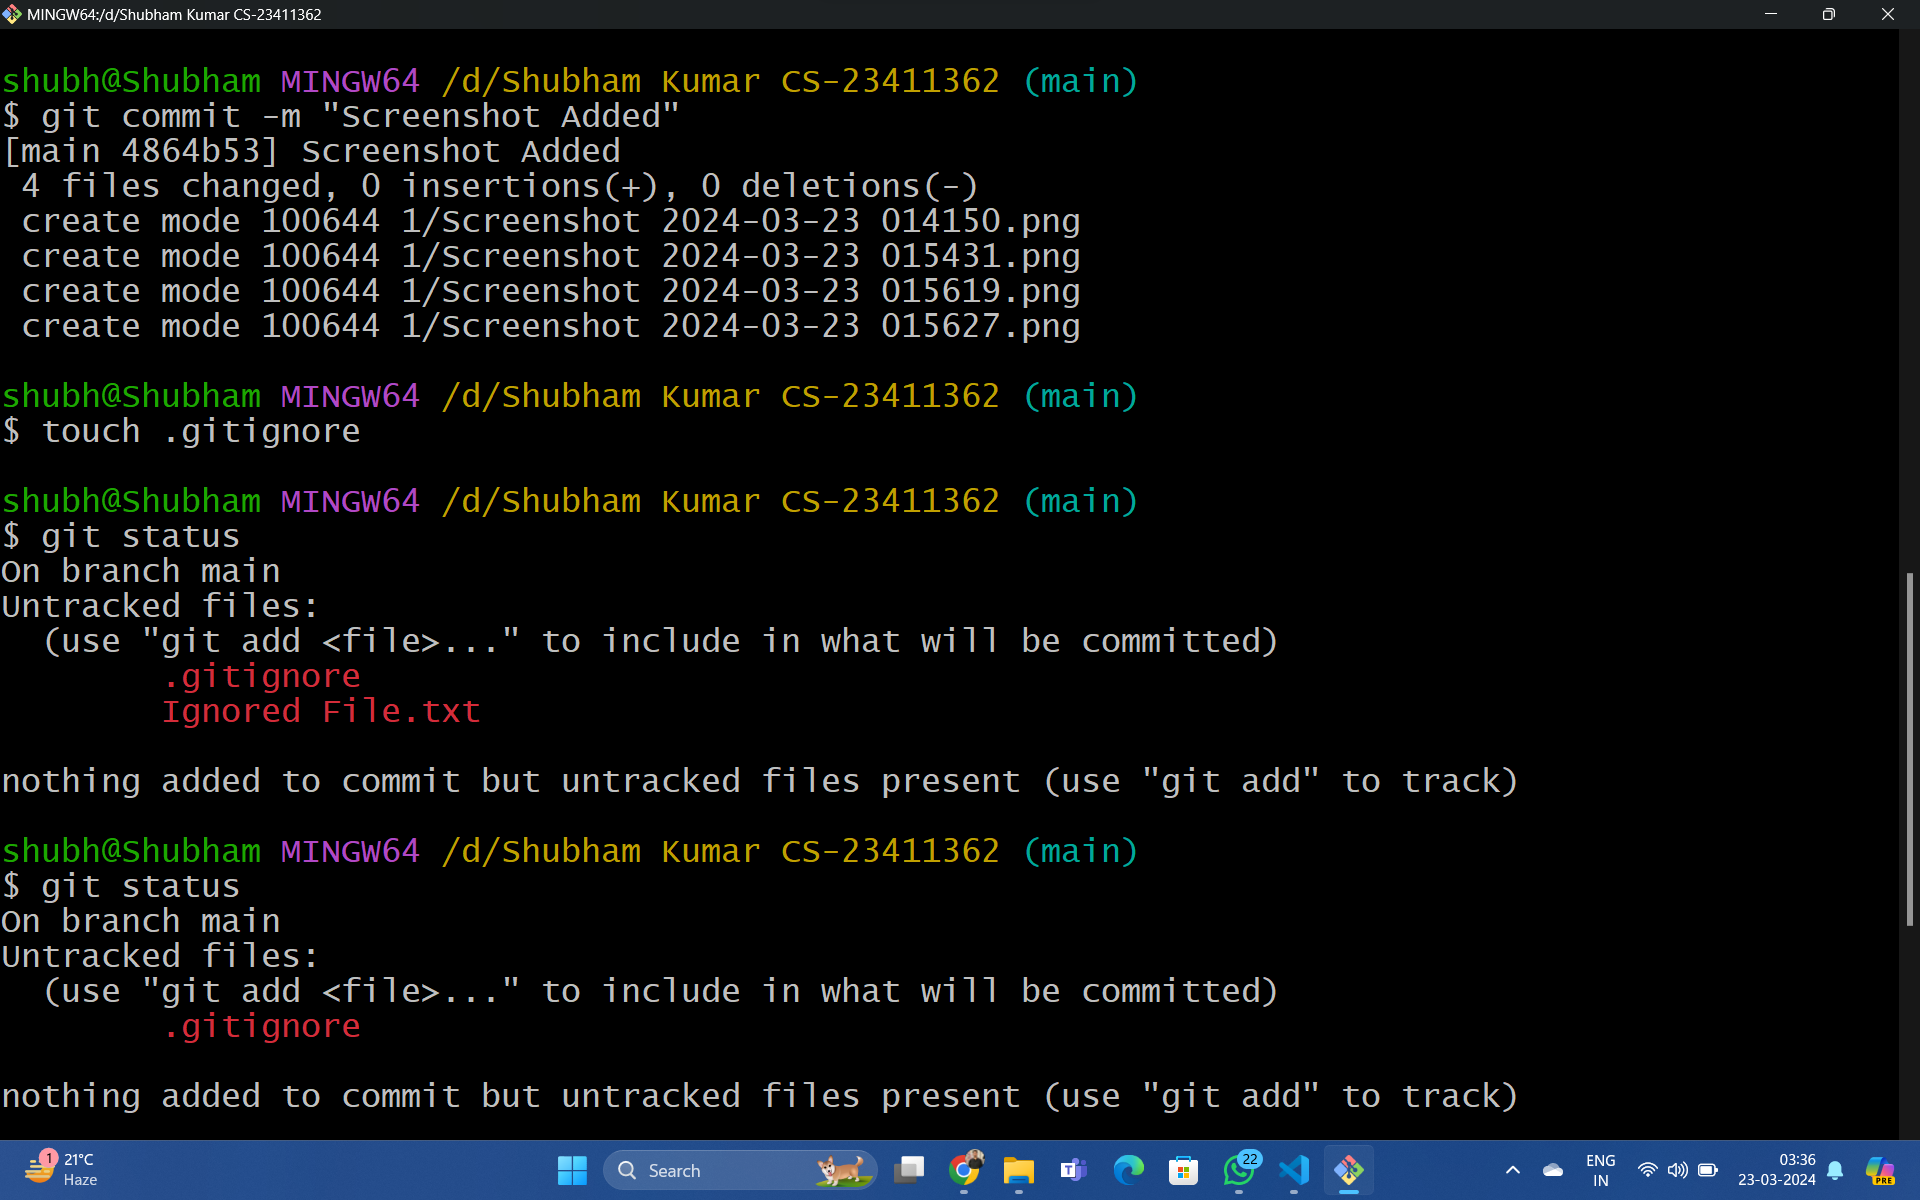 MINGW64:/d/Shubham Kumar CS-23411362
shubh@Shubham MINGW64 /d/Shubham Kumar CS-23411362 (main)
$ git commit -m "Screenshot Added"
[main 4864b53] Screenshot Added
 4 files changed, 0 insertions(+), 0 deletions(-)
 create mode 100644 1/Screenshot 2024-03-23 014150.png
 create mode 100644 1/Screenshot 2024-03-23 015431.png
 create mode 100644 1/Screenshot 2024-03-23 015619.png
 create mode 100644 1/Screenshot 2024-03-23 015627.png
shubh@Shubham MINGW64 /d/Shubham Kumar CS-23411362 (main)
$ touch .gitignore
shubh@Shubham MINGW64 /d/Shubham Kumar CS-23411362 (main)
$ git status
On branch main
Untracked files:
  (use "git add <file>..." to include in what will be committed)
        .gitignore
        Ignored File.txt
nothing added to commit but untracked files present (use "git add" to track)
shubh@Shubham MINGW64 /d/Shubham Kumar CS-23411362 (main)
$ git status
On branch main
Untracked files:
  (use "git add <file>..." to include in what will be committed)
        .gitignore
nothing added to commit but untracked files present (use "git add" to track)
1
21°C
Haze
Search
22
ENG
IN
03:36
23-03-2024
PRE